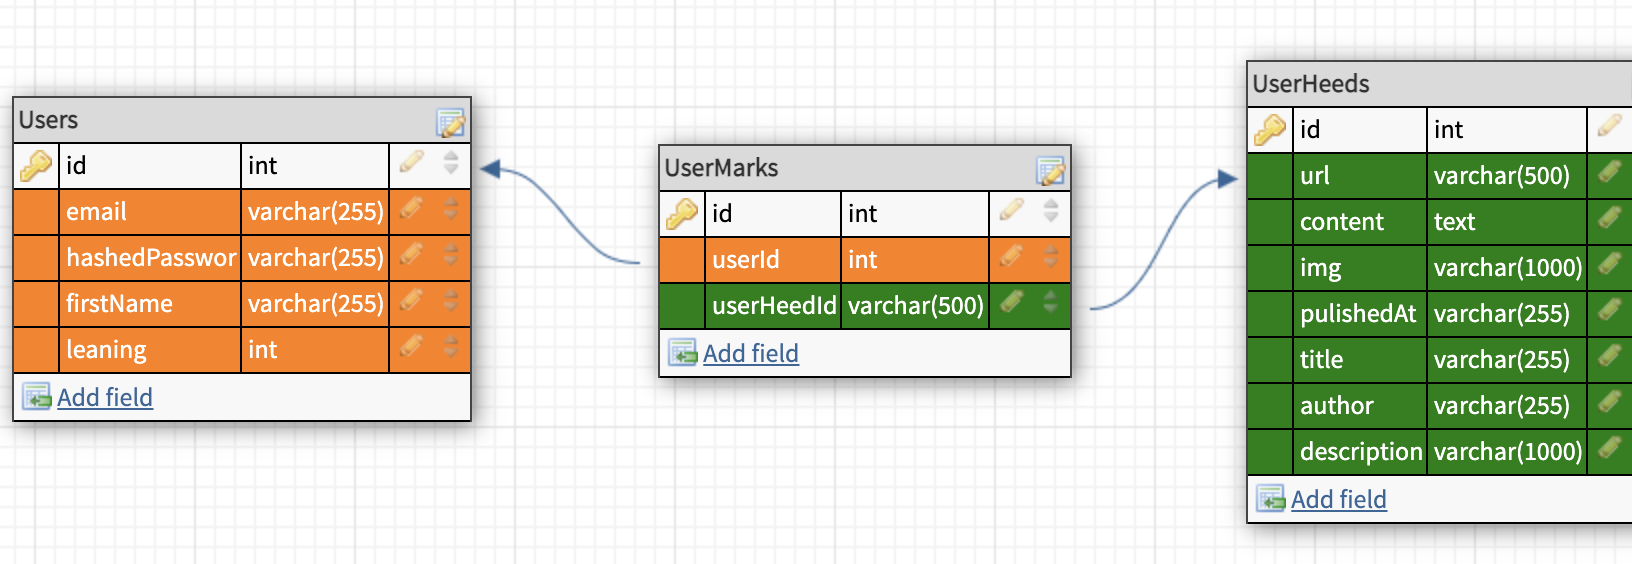 Users
id int
email varchar(255)
hashedPasswor varchar(255)
firstName varchar(255)
leaning int
Add field
UserMarks
id int
userId int
userHeedId varchar(500)
Add field
UserHeeds
id int
url varchar(500)
content text
img varchar(1000)
pulishedAt varchar(255)
title varchar(255)
author varchar(255)
description varchar(1000)
Add field